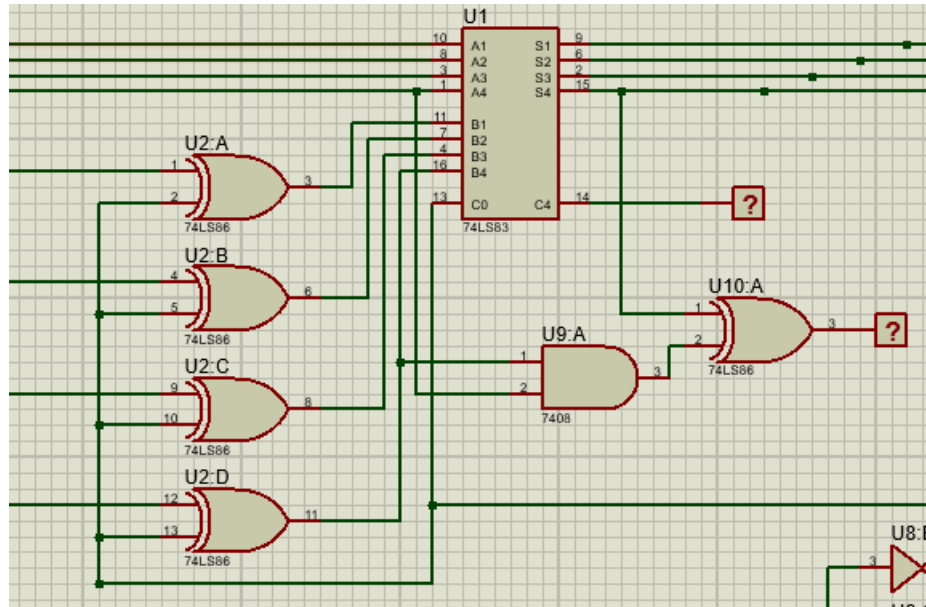 U1
10 A1 S1 9
8 A2 S2 6
3 A3 S3 2
1 A4 S4 15
11 B1
7 B2
4 B3
16 B4
13 C0 C4 14
74LS83
?
U2:A
1
2
3
74LS86
U2:B
4
5
6
74LS86
U2:C
9
10
8
74LS86
U2:D
12
13
11
74LS86
U9:A
1
2
3
7408
U10:A
1
2
3
74LS86
?
U8:
3